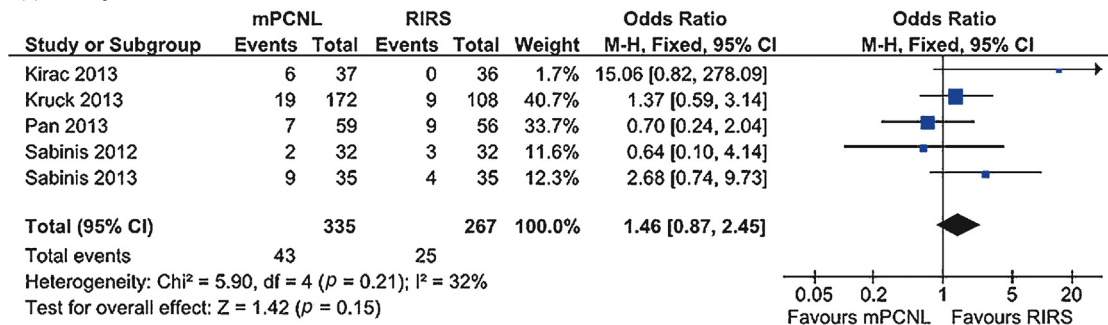 mPCNL RIRS Odds Ratio Odds Ratio
Study or Subgroup Events Total Events Total Weight M-H, Fixed, 95% CI M-H, Fixed, 95% CI
Kirac 2013 6 37 0 36 1.7% 15.06 [0.82, 278.09]
Kruck 2013 19 172 9 108 40.7% 1.37 [0.59, 3.14]
Pan 2013 7 59 9 56 33.7% 0.70 [0.24, 2.04]
Sabinis 2012 2 32 3 32 11.6% 0.64 [0.10, 4.14]
Sabinis 2013 9 35 4 35 12.3% 2.68 [0.74, 9.73]
Total (95% CI) 335 267 100.0% 1.46 [0.87, 2.45]
Total events 43 25
Heterogeneity: Chi² = 5.90, df = 4 (p = 0.21); I² = 32%
Test for overall effect: Z = 1.42 (p = 0.15)
0.05 0.2 1 5 20
Favours mPCNL Favours RIRS